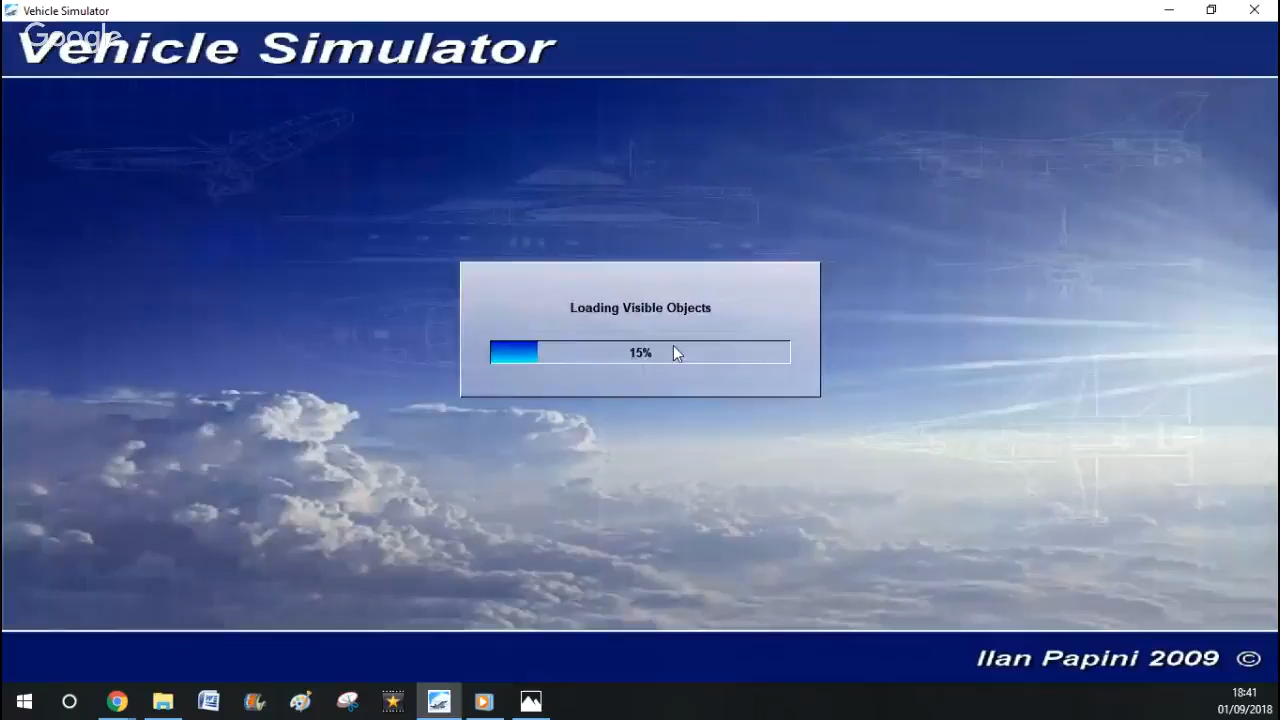 Vehicle Simulator
Google
Vehicle Simulator
Loading Visible Objects
15%
Ilan Papini 2009 ©
18:41
01/09/2018